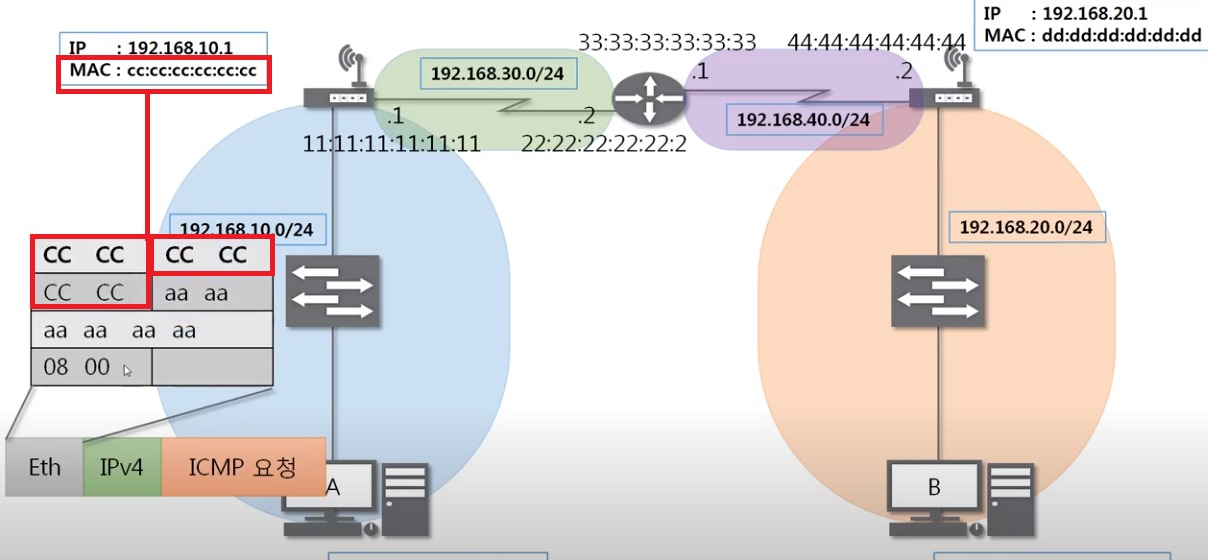 IP : 192.168.10.1
MAC : cc:cc:cc:cc:cc:cc
IP : 192.168.20.1
MAC : dd:dd:dd:dd:dd:dd
33:33:33:33:33:33
44:44:44:44:44:44
192.168.30.0/24
.1
.2
192.168.40.0/24
.1
.2
11:11:11:11:11:11
22:22:22:22:22:2
192.168.10.0/24
192.168.20.0/24
CC CC CC CC
CC CC aa aa
aa aa aa aa
08 00
Eth IPv4 ICMP 요청
A
B